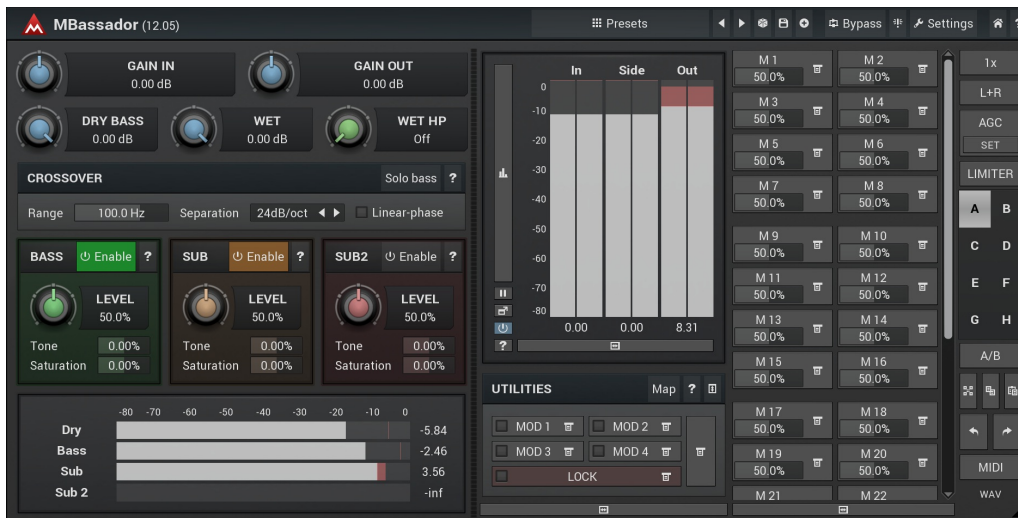 MBassador (12.05)
Presets
Bypass
Settings
?
GAIN IN
0.00 dB
GAIN OUT
0.00 dB
DRY BASS
0.00 dB
WET
0.00 dB
WET HP
Off
CROSSOVER
Solo bass ?
Range 100.0 Hz Separation 24dB/oct Linear-phase
BASS Enable ?
LEVEL
50.0%
Tone 0.00%
Saturation 0.00%
SUB Enable ?
LEVEL
50.0%
Tone 0.00%
Saturation 0.00%
SUB2 Enable ?
LEVEL
50.0%
Tone 0.00%
Saturation 0.00%
-80 -70 -60 -50 -40 -30 -20 -10 0
Dry -5.84
Bass -2.46
Sub 3.56
Sub 2 -inf
In Side Out
0
-10
-20
-30
-40
-50
-60
-70
-80
0.00 0.00 8.31
?
UTILITIES Map ?
MOD 1 MOD 2
MOD 3 MOD 4
LOCK
M 1 M 2
50.0% 50.0%
M 3 M 4
50.0% 50.0%
M 5 M 6
50.0% 50.0%
M 7 M 8
50.0% 50.0%
M 9 M 10
50.0% 50.0%
M 11 M 12
50.0% 50.0%
M 13 M 14
50.0% 50.0%
M 15 M 16
50.0% 50.0%
M 17 M 18
50.0% 50.0%
M 19 M 20
50.0% 50.0%
M 21 M 22
1x
L+R
AGC
SET
LIMITER
A B
C D
E F
G H
A/B
MIDI
WAV